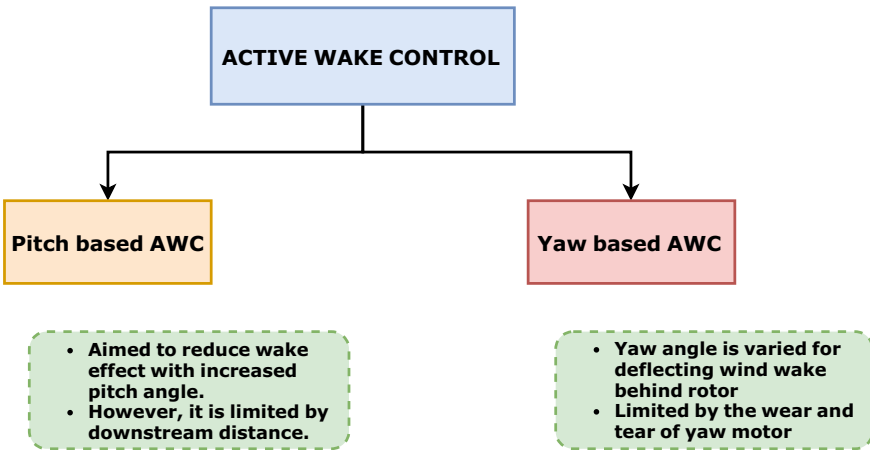 ACTIVE WAKE CONTROL
Pitch based AWC
Yaw based AWC
• Aimed to reduce wake
effect with increased
pitch angle.
• However, it is limited by
downstream distance.
• Yaw angle is varied for
deflecting wind wake
behind rotor
• Limited by the wear and
tear of yaw motor